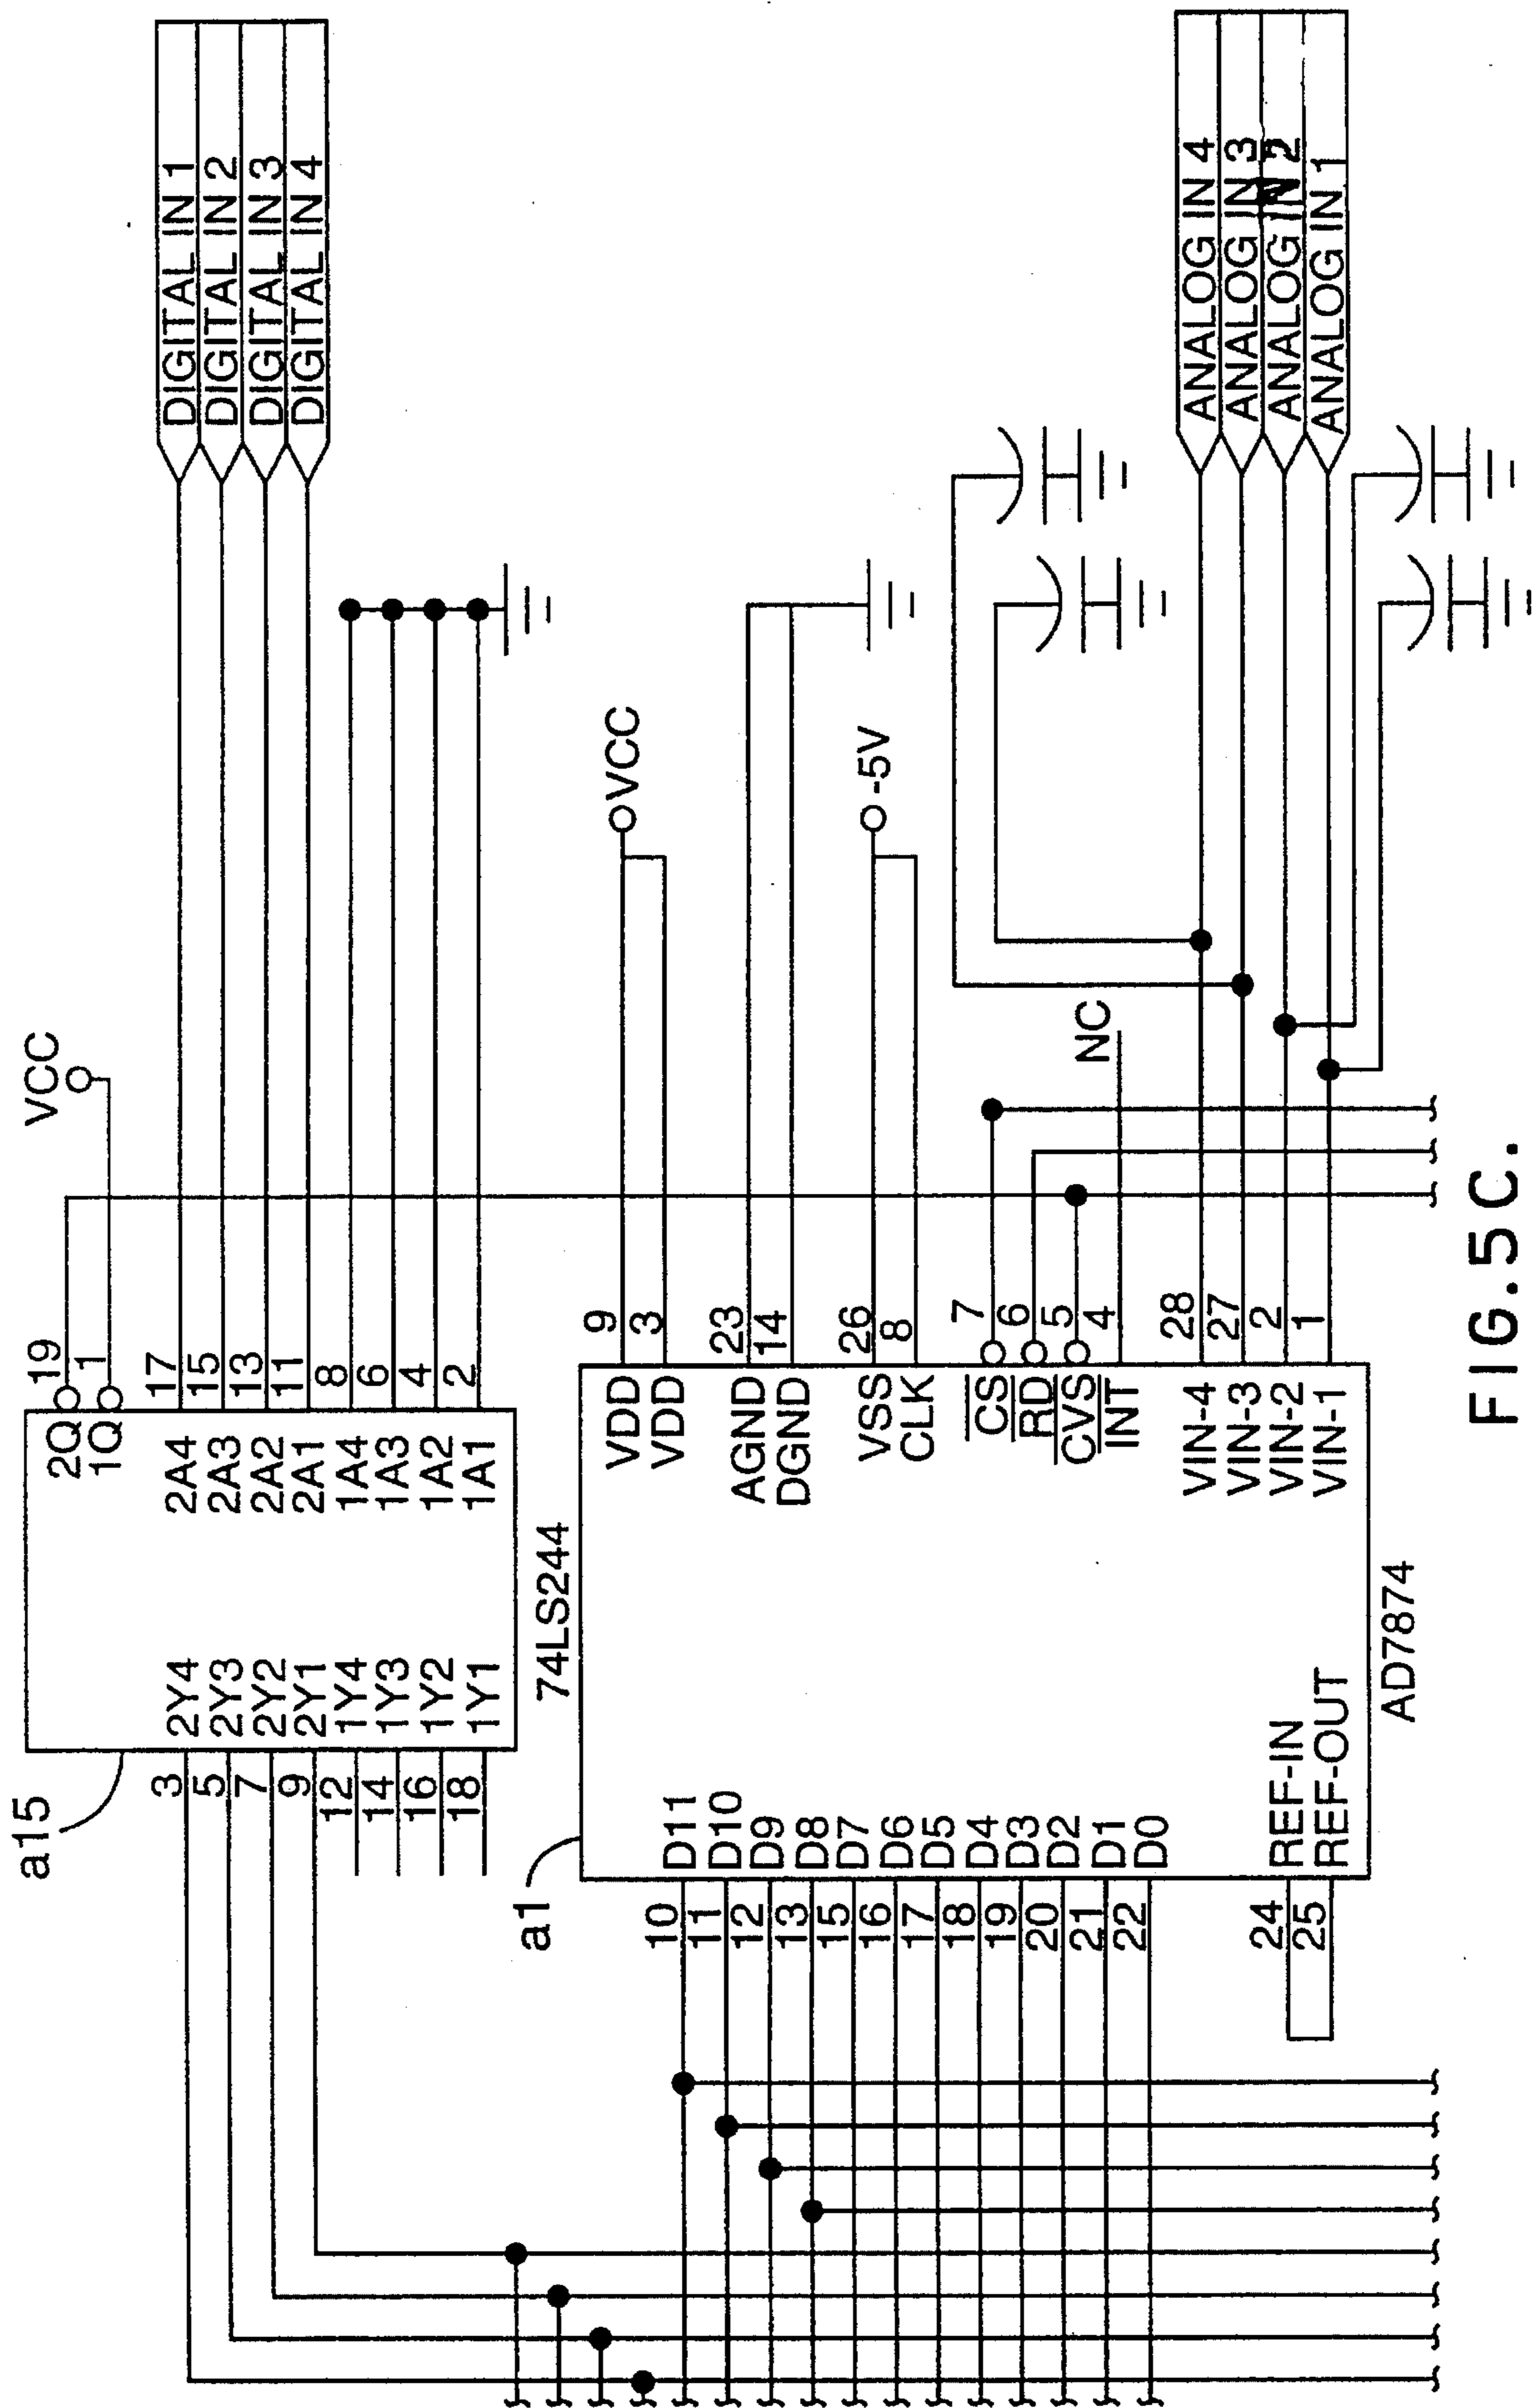 a15
VCC
2Y4
2Y3
2Y2
2Y1
1Y4
1Y3
1Y2
1Y1
3
5
7
9
12
14
16
18
2Q
1Q
2A4
2A3
2A2
2A1
1A4
1A3
1A2
1A1
19
1
17
15
13
11
8
6
4
2
DIGITAL IN 1
DIGITAL IN 2
DIGITAL IN 3
DIGITAL IN 4
74LS244
a1
D11
D10
D9
D8
D7
D6
D5
D4
D3
D2
D1
D0
10
11
12
13
15
16
17
18
19
20
21
22
REF-IN
REF-OUT
24
25
VDD
VDD
AGND
DGND
VSS
CLK
CS
RD
CVS
INT
VIN-4
VIN-3
VIN-2
VIN-1
9
3
23
14
26
8
7
6
5
4
28
27
2
1
VCC
-5V
NC
ANALOG IN 4
ANALOG IN 3
ANALOG IN 2
ANALOG IN 1
AD7874
FIG.5C.